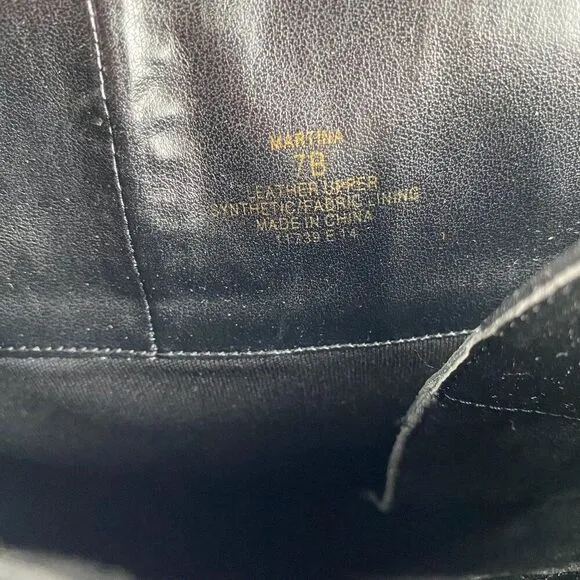 MARTINA
7B
LEATHER UPPER
SYNTHETIC/FABRIC LINING
MADE IN CHINA
11739 E 14